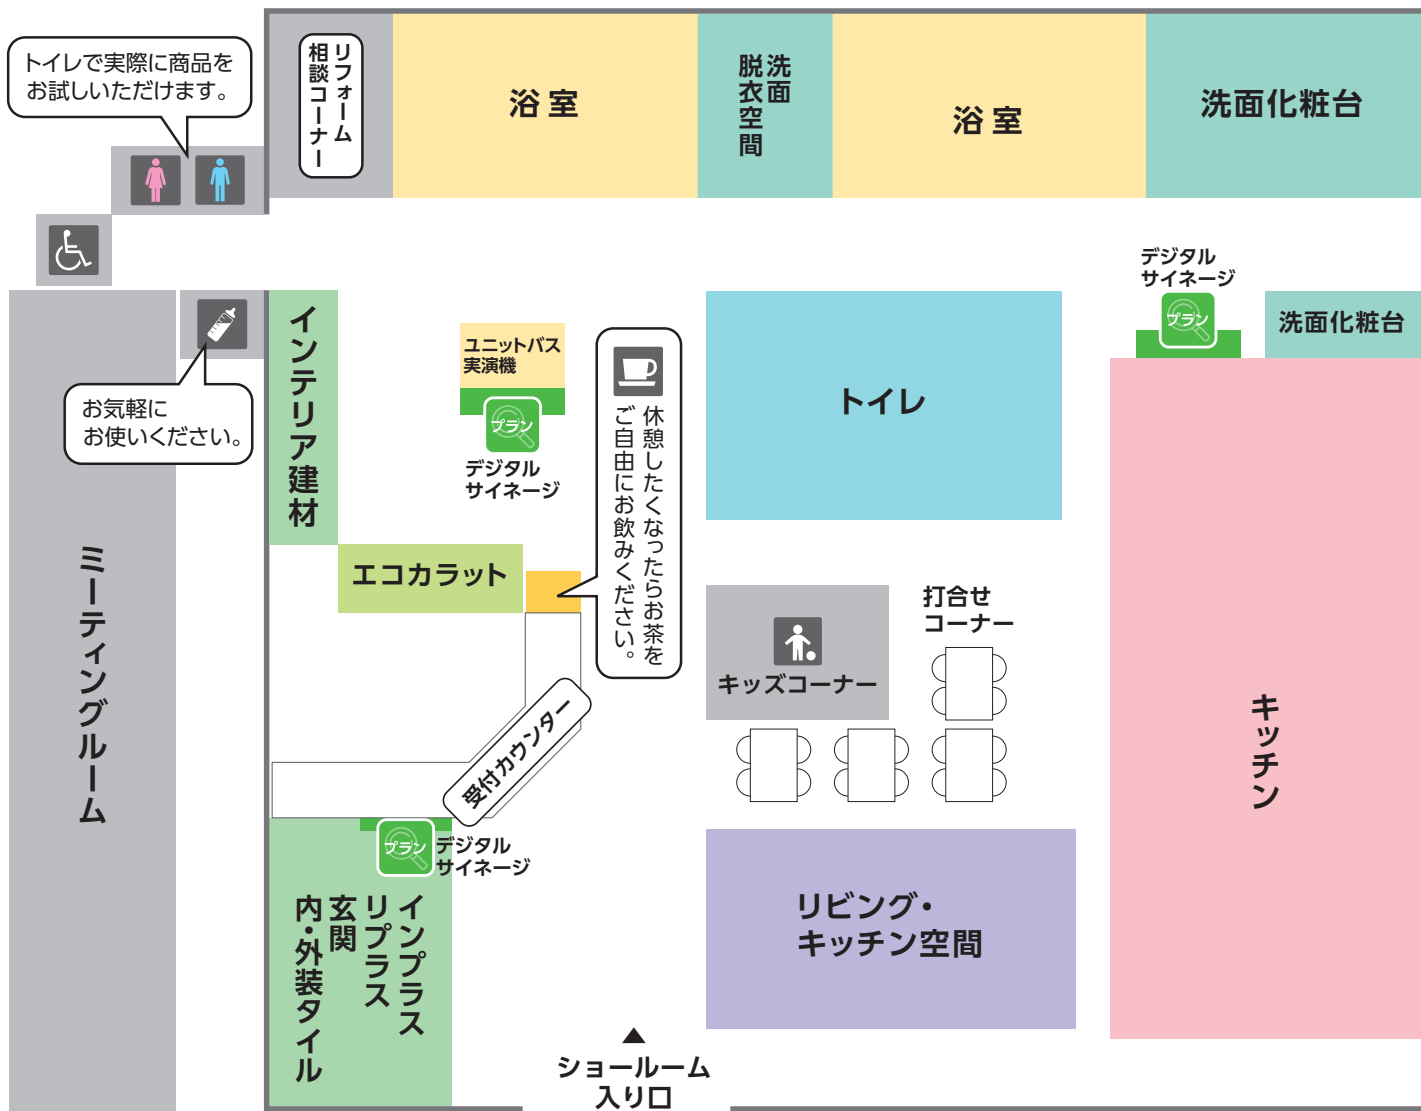 トイレで実際に商品を
お試しいただけます。
リフォーム
相談コーナー
浴室
洗面
脱衣空間
浴室
洗面化粧台
デジタル
サイネージ
プラン
洗面化粧台
お気軽に
お使いください。
インテリア建材
ユニットバス
実演機
プラン
デジタル
サイネージ
休憩したくなったらお茶を
ご自由にお飲みください。
トイレ
エコカラット
ミーティングルーム
キッズコーナー
打合せ
コーナー
キッチン
受付カウンター
プラン
デジタル
サイネージ
インプラス
リプラス
玄関
内・外装タイル
リビング・
キッチン空間
▲
ショールーム
入り口